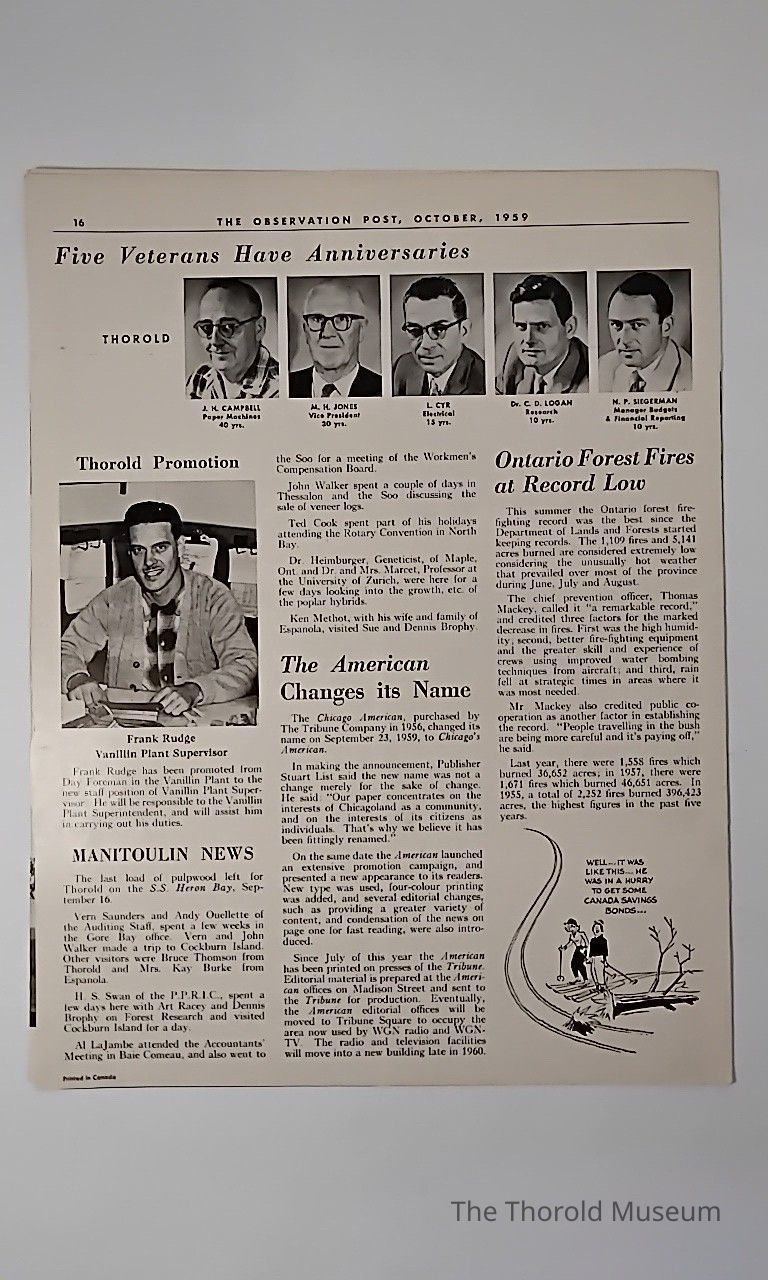 16
THE OBSERVATION POST, OCTOBER, 1959
Five Veterans Have Anniversaries
THOROLD
J. H. CAMPBELL
Paper Machines
40 yrs.
M. H. JONES
Vice President
30 yrs.
L. CYR
Electrical
15 yrs.
Dr. C. D. LOGAN
Research
10 yrs.
N. P. SIEGERMAN
Manager Budgets
& Financial Reporting
10 yrs.
Thorold Promotion
Frank Rudge
Vanillin Plant Supervisor
Frank Rudge has been promoted from
Day Foreman in the Vanillin Plant to the
new staff position of Vanillin Plant Super-
visor. He will be responsible to the Vanillin
Plant Superintendent, and will assist him
in carrying out his duties.
MANITOULIN NEWS
The last load of pulpwood left for
Thorold on the S.S. Heron Bay, Sep-
tember 16.
Vern Saunders and Andy Ouellette of
the Auditing Staff, spent a few weeks in
the Gore Bay office. Vern and John
Walker made a trip to Cockburn Island.
Other visitors were Bruce Thomson from
Thorold and Mrs. Kay Burke from
Espanola.
H. S. Swan of the P.P.R.I.C., spent a
few days here with Art Racey and Dennis
Brophy on Forest Research and visited
Cockburn Island for a day.
Al LaJambe attended the Accountants'
Meeting in Baie Comeau, and also went to
the Soo for a meeting of the Workmen's
Compensation Board.
John Walker spent a couple of days in
Thessalon and the Soo discussing the
sale of veneer logs.
Ted Cook spent part of his holidays
attending the Rotary Convention in North
Bay.
Dr. Heimburger, Geneticist, of Maple,
Ont. and Dr. and Mrs. Marcet, Professor at
the University of Zurich, were here for a
few days looking into the growth, etc. of
the poplar hybrids.
Ken Methot, with his wife and family of
Espanola, visited Sue and Dennis Brophy.
The American
Changes its Name
The Chicago American, purchased by
The Tribune Company in 1956, changed its
name on September 23, 1959, to Chicago's
American.
In making the announcement, Publisher
Stuart List said the new name was not a
change merely for the sake of change.
He said "Our paper concentrates on the
interests of Chicagoland as a community,
and on the interests of its citizens as
individuals. That's why we believe it has
been fittingly renamed."
On the same date the American launched
an extensive promotion campaign, and
presented a new appearance to its readers.
New type was used, four-colour printing
was added, and several editorial changes,
such as providing a greater variety of
content, and condensation of the news on
page one for fast reading, were also intro-
duced.
Since July of this year the American
has been printed on presses of the Tribune.
Editorial material is prepared at the Ameri-
can offices on Madison Street and sent to
the Tribune for production. Eventually,
the American editorial offices will be
moved to Tribune Square to occupy the
area now used by WGN radio and WGN-
TV. The radio and television facilities
will move into a new building late in 1960.
Ontario Forest Fires
at Record Low
This summer the Ontario forest fire-
fighting record was the best since the
Department of Lands and Forests started
keeping records. The 1,109 fires and 5,141
acres burned are considered extremely low
considering the unusually hot weather
that prevailed over most of the province
during June, July and August.
The chief prevention officer, Thomas
Mackey, called it "a remarkable record,"
and credited three factors for the marked
decrease in fires. First was the high humid-
ity; second, better fire-fighting equipment
and the greater skill and experience of
crews using improved water bombing
techniques from aircraft; and third, rain
fell at strategic times in areas where it
was most needed.
Mr Mackey also credited public co-
operation as another factor in establishing
the record. "People travelling in the bush
are being more careful and it's paying off,"
he said.
Last year, there were 1,558 fires which
burned 36,652 acres; in 1957, there were
1,671 fires which burned 46,651 acres. In
1955, a total of 2,252 fires burned 396,423
acres, the highest figures in the past five
years.
WELL...IT WAS
LIKE THIS... HE
WAS IN A HURRY
TO GET SOME
CANADA SAVINGS
BONDS...
Printed in Canada
The Thorold Museum